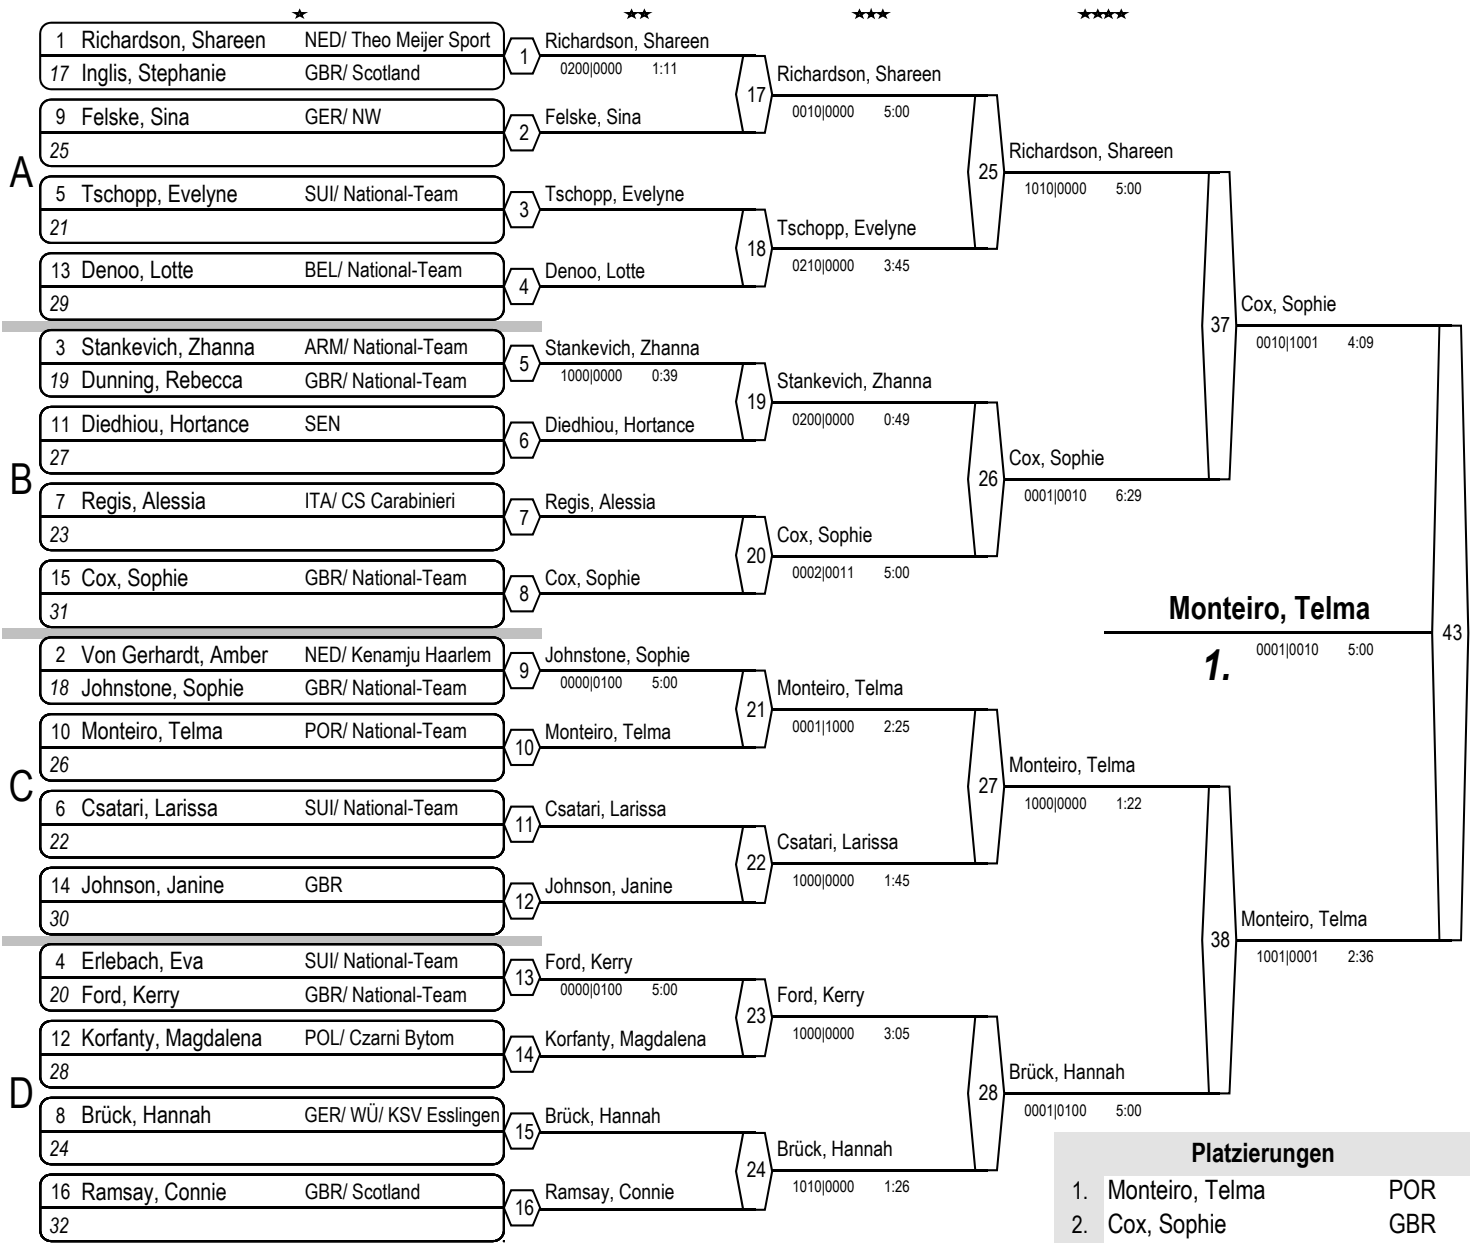 ★ ★★ ★★★ ★★★★
A
1 Richardson, Shareen NED/ Theo Meijer Sport
17 Inglis, Stephanie GBR/ Scotland
9 Felske, Sina GER/ NW
25
5 Tschopp, Evelyne SUI/ National-Team
21
13 Denoo, Lotte BEL/ National-Team
29
B
3 Stankevich, Zhanna ARM/ National-Team
19 Dunning, Rebecca GBR/ National-Team
11 Diedhiou, Hortance SEN
27
7 Regis, Alessia ITA/ CS Carabinieri
23
15 Cox, Sophie GBR/ National-Team
31
C
2 Von Gerhardt, Amber NED/ Kenamju Haarlem
18 Johnstone, Sophie GBR/ National-Team
10 Monteiro, Telma POR/ National-Team
26
6 Csatari, Larissa SUI/ National-Team
22
14 Johnson, Janine GBR
30
D
4 Erlebach, Eva SUI/ National-Team
20 Ford, Kerry GBR/ National-Team
12 Korfanty, Magdalena POL/ Czarni Bytom
28
8 Brück, Hannah GER/ WÜ/ KSV Esslingen
24
16 Ramsay, Connie GBR/ Scotland
32
1 Richardson, Shareen
0200|0000 1:11
2 Felske, Sina
3 Tschopp, Evelyne
4 Denoo, Lotte
5 Stankevich, Zhanna
1000|0000 0:39
6 Diedhiou, Hortance
7 Regis, Alessia
8 Cox, Sophie
9 Johnstone, Sophie
0000|0100 5:00
10 Monteiro, Telma
11 Csatari, Larissa
12 Johnson, Janine
13 Ford, Kerry
0000|0100 5:00
14 Korfanty, Magdalena
15 Brück, Hannah
16 Ramsay, Connie
17 Richardson, Shareen
0010|0000 5:00
18 Tschopp, Evelyne
0210|0000 3:45
19 Stankevich, Zhanna
0200|0000 0:49
20 Cox, Sophie
0002|0011 5:00
21 Monteiro, Telma
0001|1000 2:25
22 Csatari, Larissa
1000|0000 1:45
23 Ford, Kerry
1000|0000 3:05
24 Brück, Hannah
1010|0000 1:26
25 Richardson, Shareen
1010|0000 5:00
26 Cox, Sophie
0001|0010 6:29
27 Monteiro, Telma
1000|0000 1:22
28 Brück, Hannah
0001|0100 5:00
37 Cox, Sophie
0010|1001 4:09
38 Monteiro, Telma
1001|0001 2:36
43
Monteiro, Telma
1. 0001|0010 5:00
Platzierungen
1. Monteiro, Telma POR
2. Cox, Sophie GBR